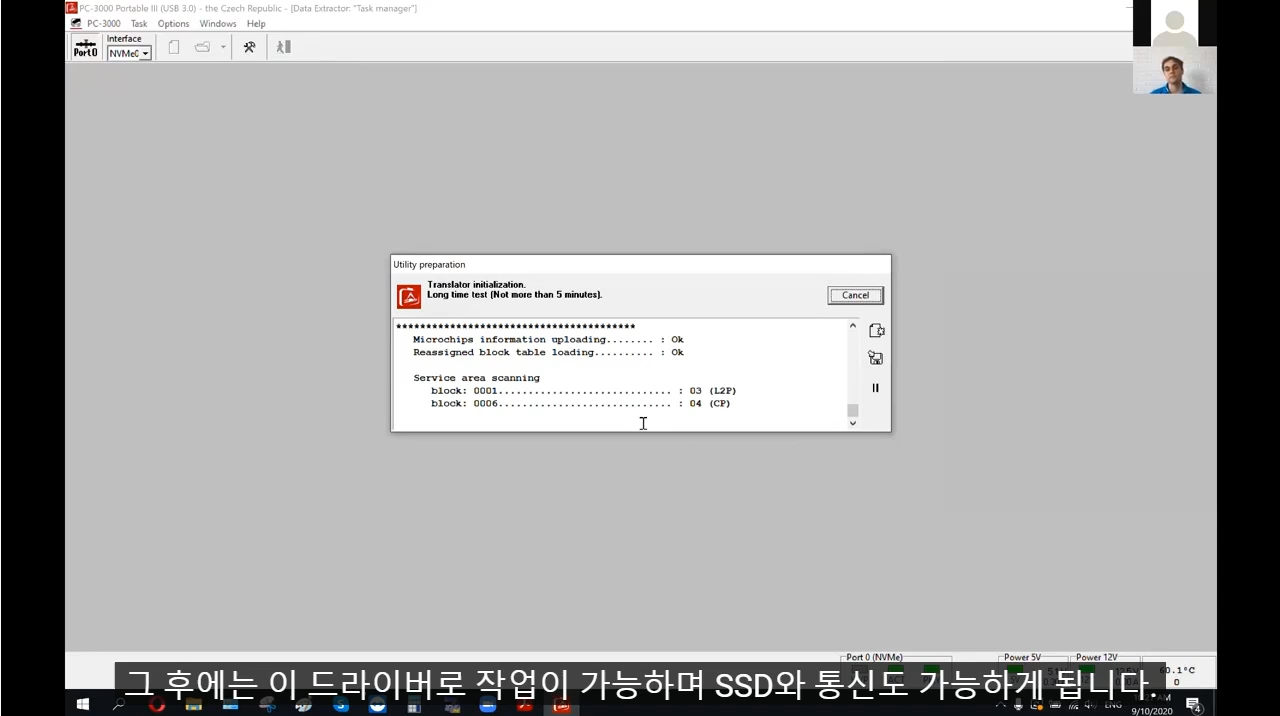 PC-3000 Portable III (USB 3.0) - the Czech Republic - [Data Extractor: "Task manager"]
PC-3000 Task Options Windows Help
Port0
Interface
NVMe0
Utility preparation
Translator initialization.
Long time test (Not more than 5 minutes).
Cancel
****************************************
Microchips information uploading........ : Ok
Reassigned block table loading.......... : Ok
Service area scanning
block: 0001............................. : 03 (L2P)
block: 0006............................. : 04 (CP)
Port 0 (NVMe) Power 5V Power 12V
60.1°C
0
그 후에는 이 드라이버로 작업이 가능하며 SSD와 통신도 가능하게 됩니다.
ENG
9/10/2020
4